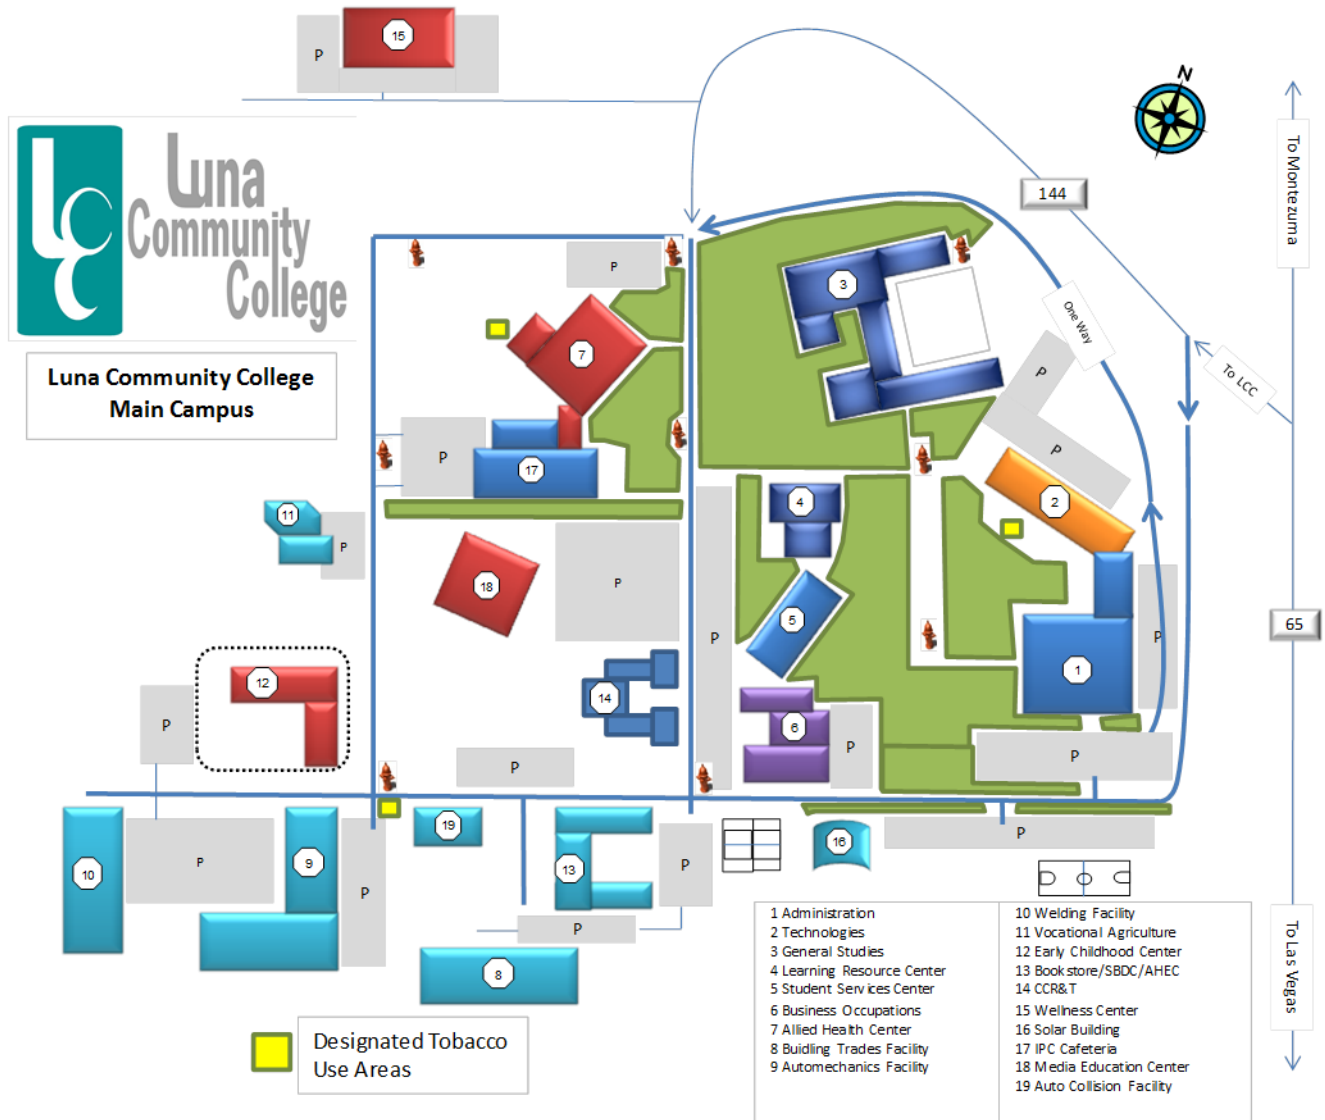 15
P
N
Luna
Community
College
To Montezuma
144
P
3
One Way
7
To LCC
Luna Community College
Main Campus
P
P
P
17
2
4
11
P
18
P
5
65
P
P
12
14
1
P
6
P
P
P
19
16
P
10
P
9
13
P
P
P
8
1 Administration
2 Technologies
3 General Studies
4 Learning Resource Center
5 Student Services Center
6 Business Occupations
7 Allied Health Center
8 Buidling Trades Facility
9 Automechanics Facility
10 Welding Facility
11 Vocational Agriculture
12 Early Childhood Center
13 Bookstore/SBDC/AHEC
14 CCR&T
15 Wellness Center
16 Solar Building
17 IPC Cafeteria
18 Media Education Center
19 Auto Collision Facility
To Las Vegas
Designated Tobacco
Use Areas